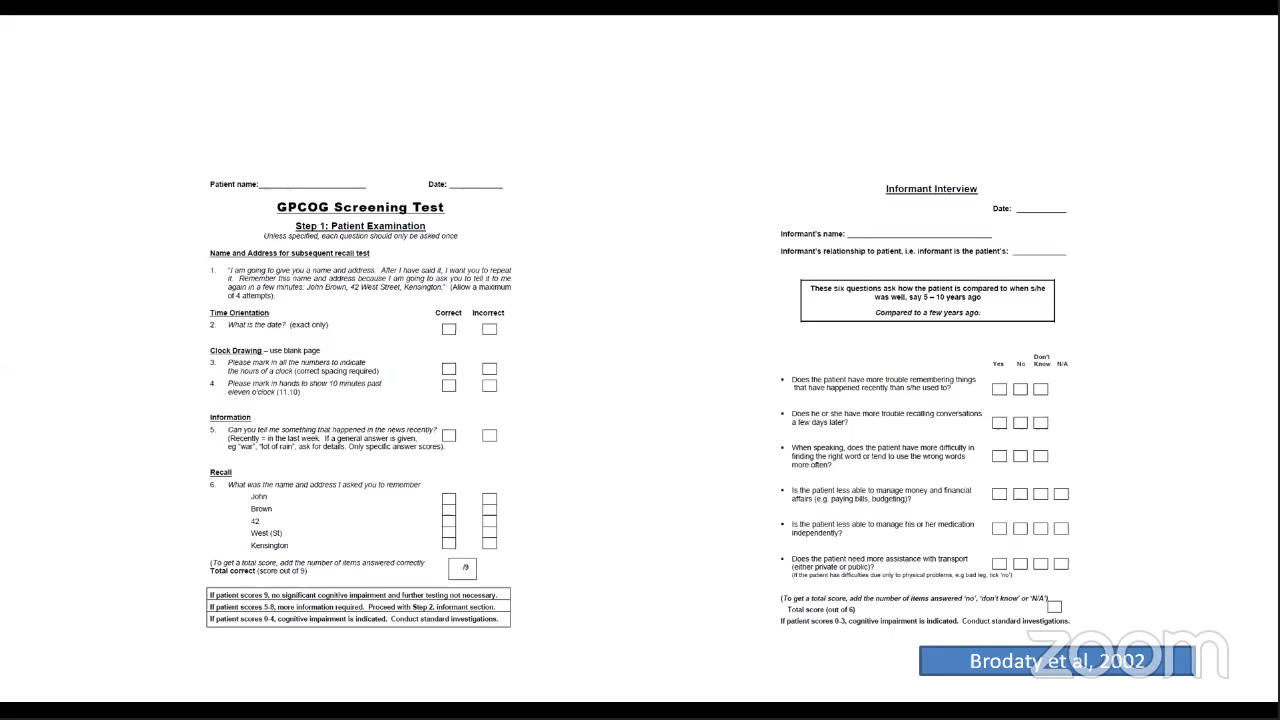 Patient name:
Date:
GPCOG Screening Test
Step 1: Patient Examination
Unless specified, each question should only be asked once
Name and Address for subsequent recall test
1. "I am going to give you a name and address. After I have said it, I want you to repeat
it. Remember this name and address because I am going to ask you to tell it to me
again in a few minutes: John Brown, 42 West Street, Kensington." (Allow a maximum
of 4 attempts).
Time Orientation
Correct Incorrect
2. What is the date? (exact only)
Clock Drawing – use blank page
3. Please mark in all the numbers to indicate
the hours of a clock (correct spacing required)
4. Please mark in hands to show 10 minutes past
eleven o'clock (11.10)
Information
5. Can you tell me something that happened in the news recently?
(Recently = in the last week. If a general answer is given,
eg "war", "lot of rain", ask for details. Only specific answer scores).
Recall
6. What was the name and address I asked you to remember
John
Brown
42
West (St)
Kensington
(To get a total score, add the number of items answered correctly
Total correct (score out of 9)
/9
If patient scores 9, no significant cognitive impairment and further testing not necessary.
If patient scores 5-8, more information required. Proceed with Step 2, informant section.
If patient scores 0-4, cognitive impairment is indicated. Conduct standard investigations.
Informant Interview
Date:
Informant's name:
Informant's relationship to patient, i.e. informant is the patient's:
These six questions ask how the patient is compared to when s/he
was well, say 5 – 10 years ago
Compared to a few years ago:
Yes No Don't Know N/A
• Does the patient have more trouble remembering things
that have happened recently than s/he used to?
• Does he or she have more trouble recalling conversations
a few days later?
• When speaking, does the patient have more difficulty in
finding the right word or tend to use the wrong words
more often?
• Is the patient less able to manage money and financial
affairs (e.g. paying bills, budgeting)?
• Is the patient less able to manage his or her medication
independently?
• Does the patient need more assistance with transport
(either private or public)?
(If the patient has difficulties due only to physical problems, e.g bad leg, tick 'no')
(To get a total score, add the number of items answered 'no', 'don't know' or 'N/A')
Total score (out of 6)
If patient scores 0-3, cognitive impairment is indicated. Conduct standard investigations.
Brodaty et al, 2002
zoom